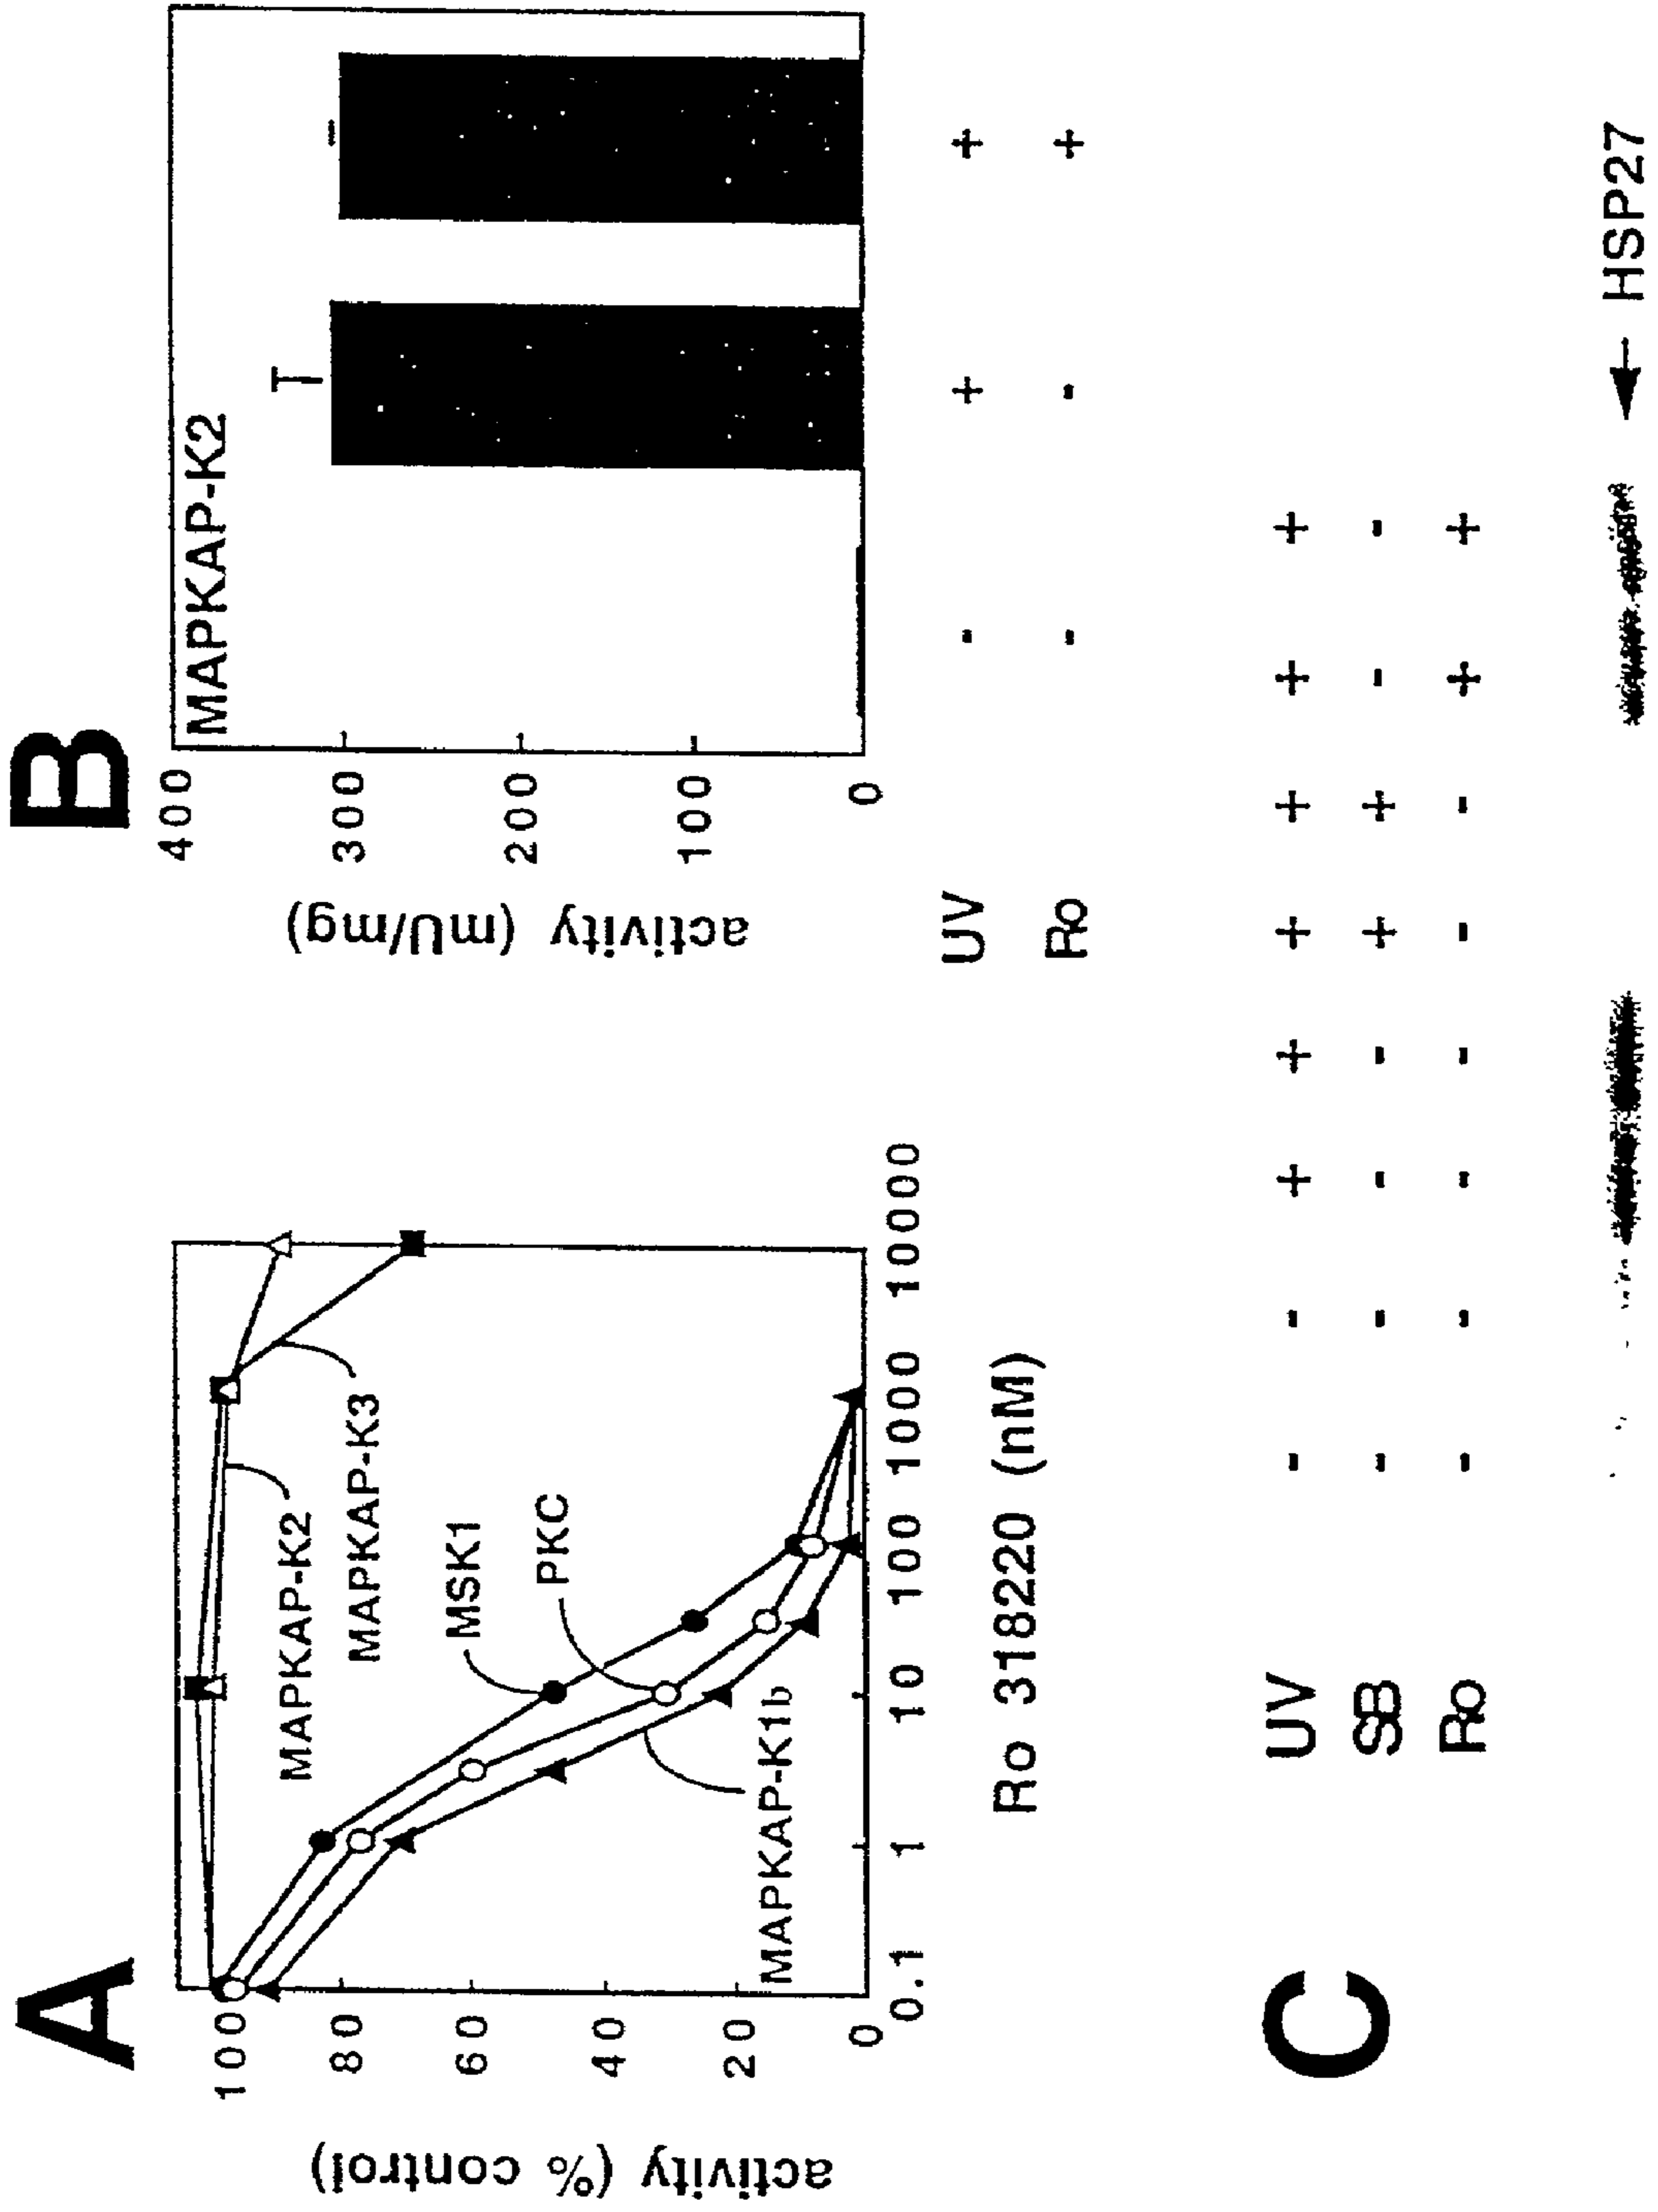 A
activity (% control)
100
80
60
40
20
0
0.1 1 10 100 1000 10000
Ro 318220 (nM)
MAPKAP-K2
MAPKAP-K3
MSK1
PKC
MAPKAP-K1b
B
activity (mU/mg)
400
300
200
100
0
MAPKAP-K2
UV - + +
Ro - - +
C
UV - - + + + + + +
SB - - - - + + - -
Ro - - - - - - + +
← HSP27